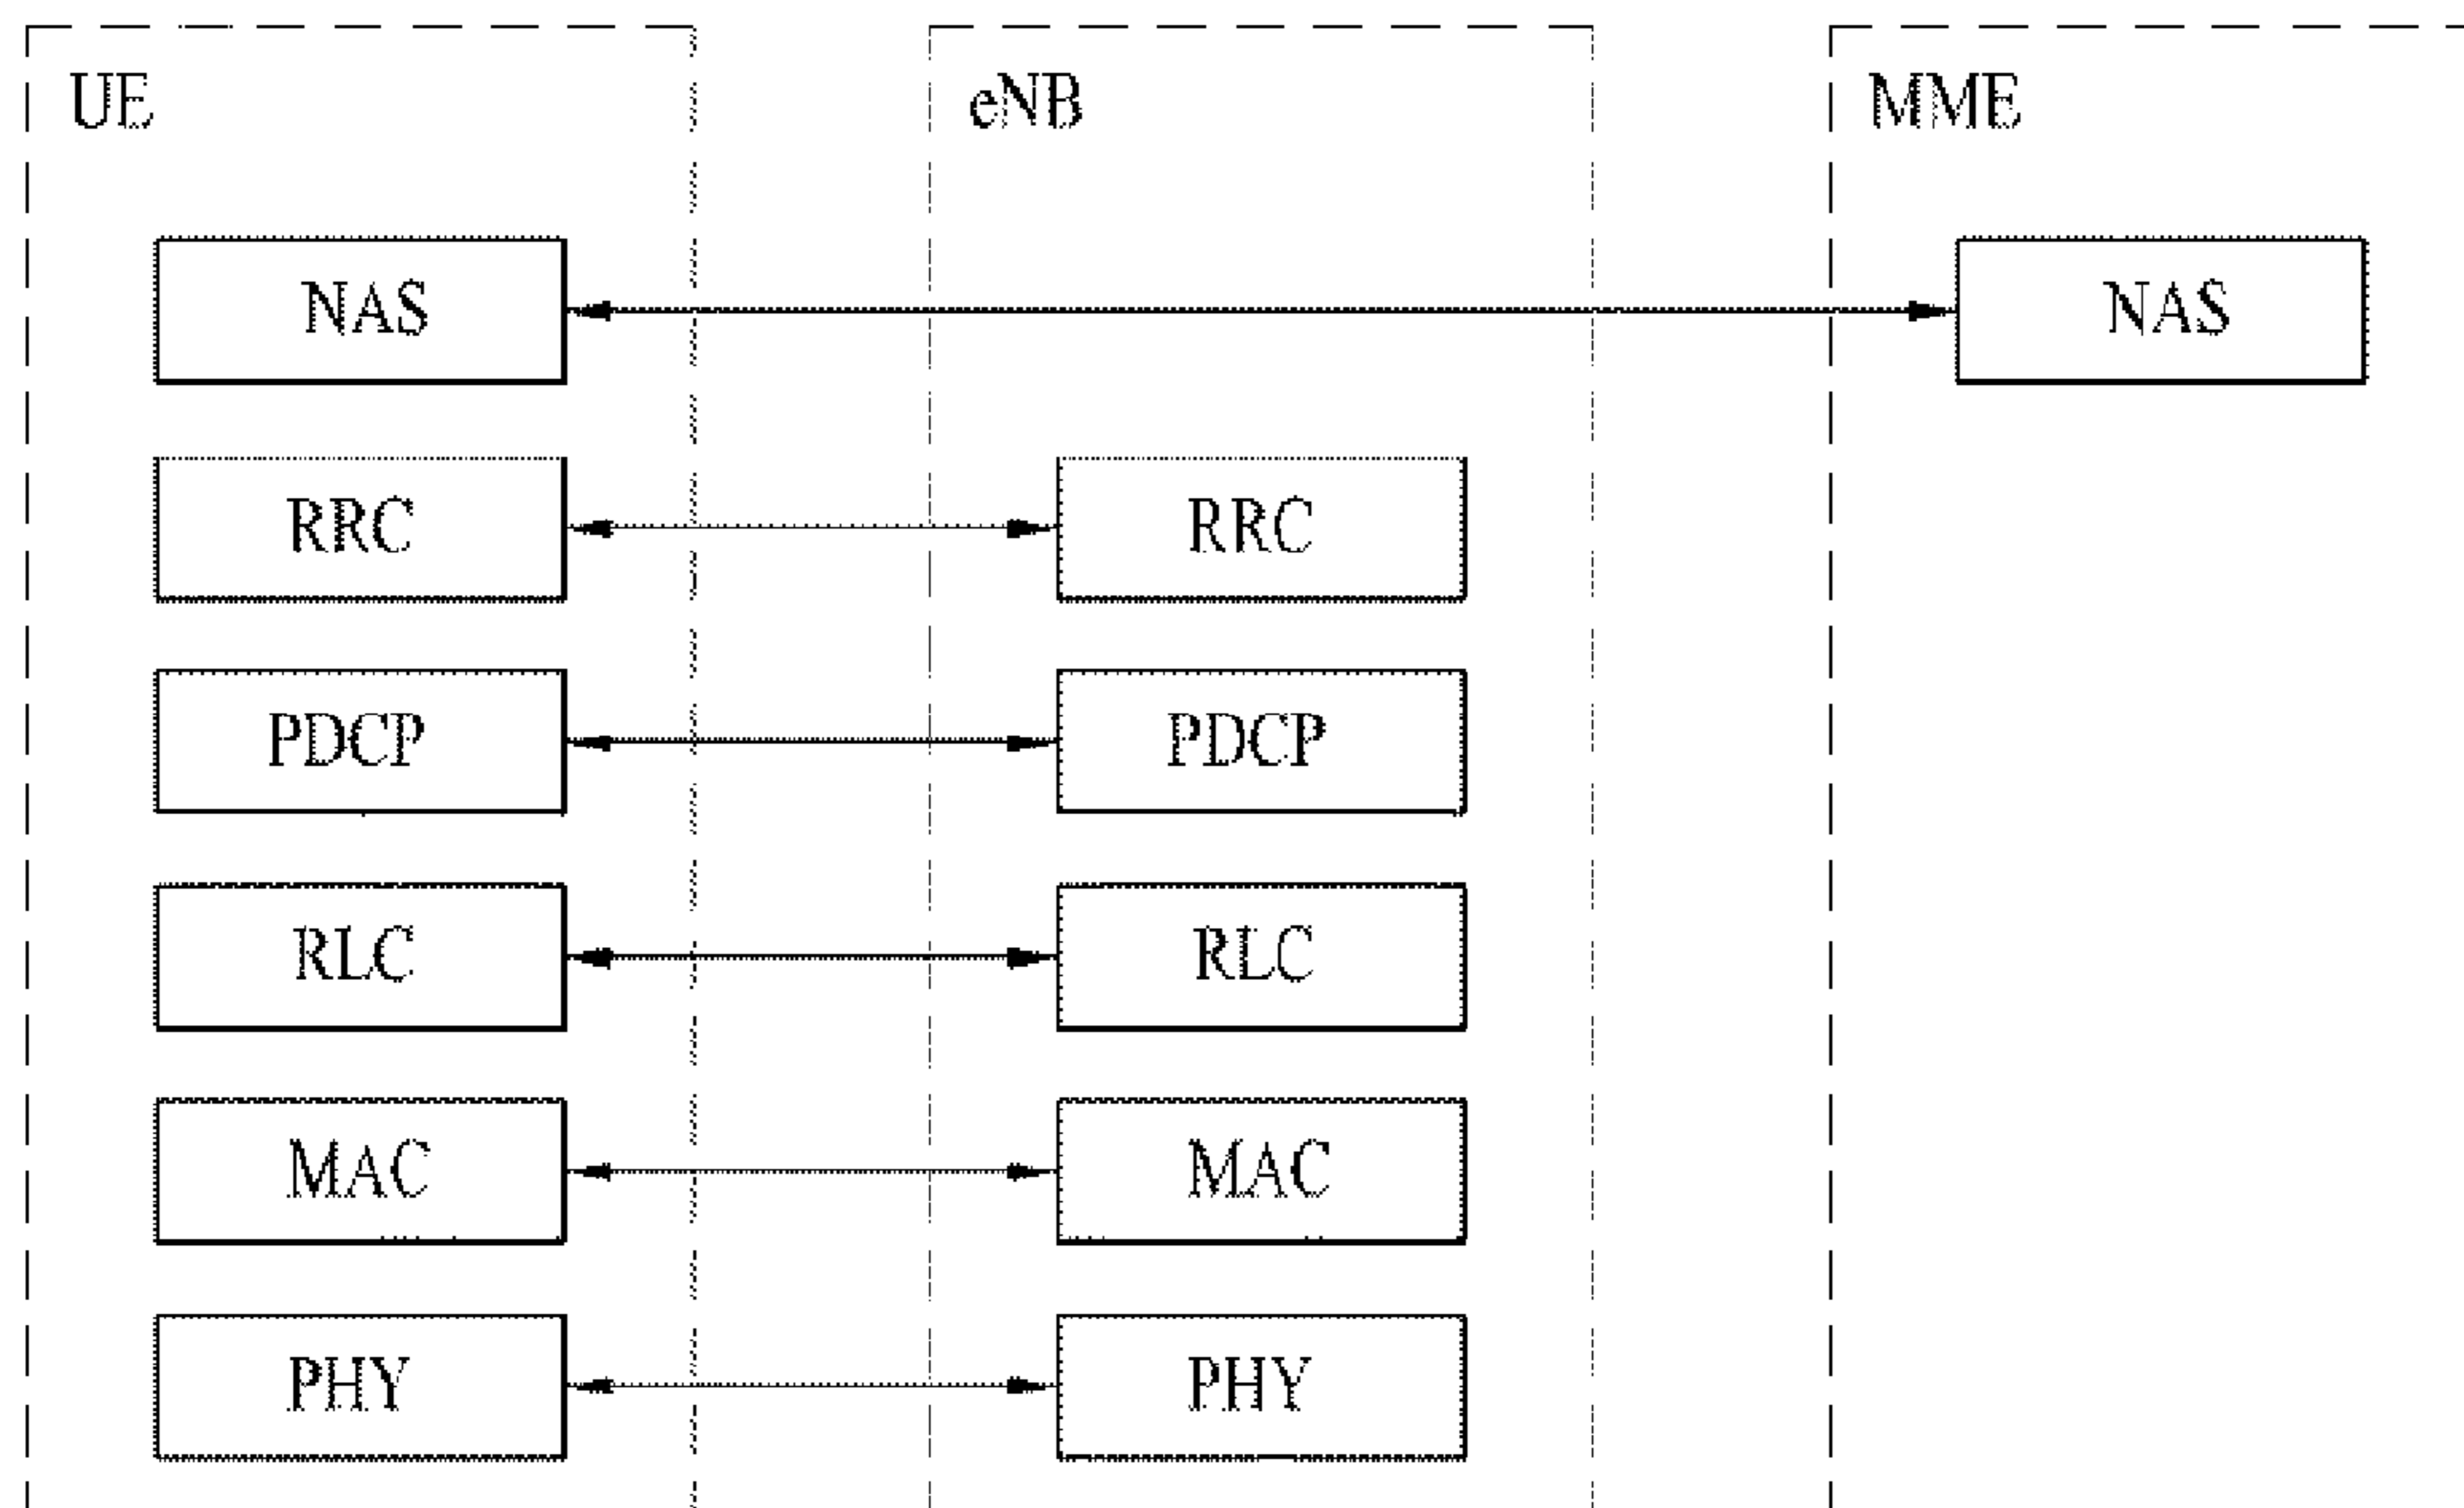 UE eNB MME
NAS NAS
RRC RRC
PDCP PDCP
RLC RLC
MAC MAC
PHY PHY